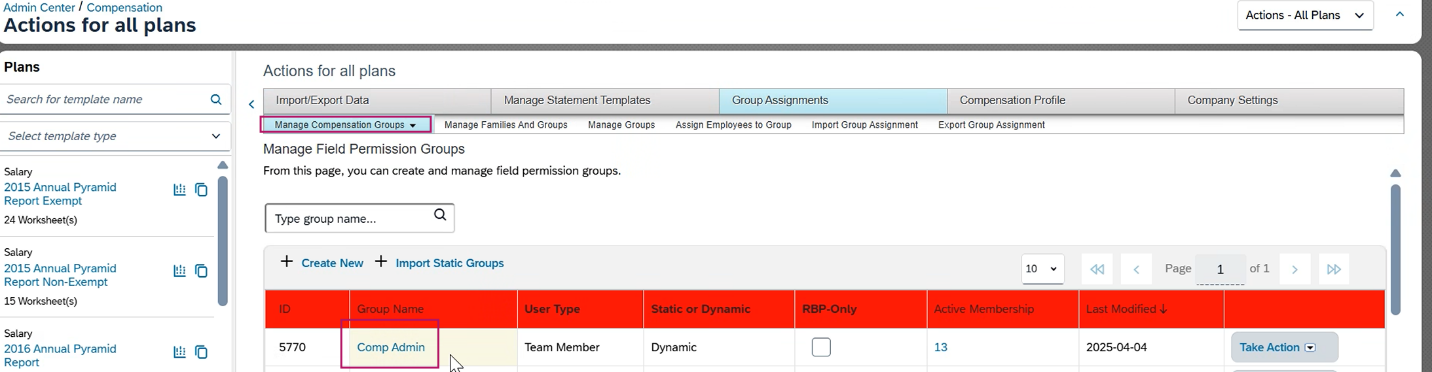 Admin Center / Compensation
Actions for all plans
Actions - All Plans
Plans
Search for template name
Select template type
Salary
2015 Annual Pyramid
Report Exempt
24 Worksheet(s)
Salary
2015 Annual Pyramid
Report Non-Exempt
15 Worksheet(s)
Salary
2016 Annual Pyramid
Report
Actions for all plans
Import/Export Data Manage Statement Templates Group Assignments Compensation Profile Company Settings
Manage Compensation Groups Manage Families And Groups Manage Groups Assign Employees to Group Import Group Assignment Export Group Assignment
Manage Field Permission Groups
From this page, you can create and manage field permission groups.
Type group name...
+ Create New + Import Static Groups 10 Page 1 of 1
ID Group Name User Type Static or Dynamic RBP-Only Active Membership Last Modified ↓
5770 Comp Admin Team Member Dynamic 13 2025-04-04 Take Action